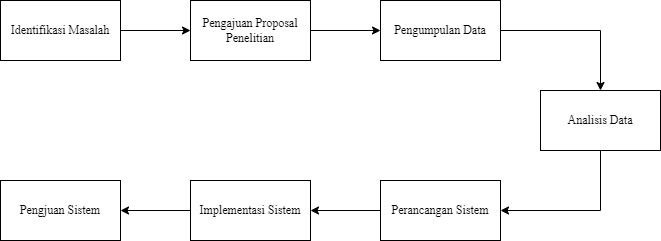 Identifikasi Masalah
Pengajuan Proposal
Penelitian
Pengumpulan Data
Analisis Data
Perancangan Sistem
Implementasi Sistem
Pengjuan Sistem